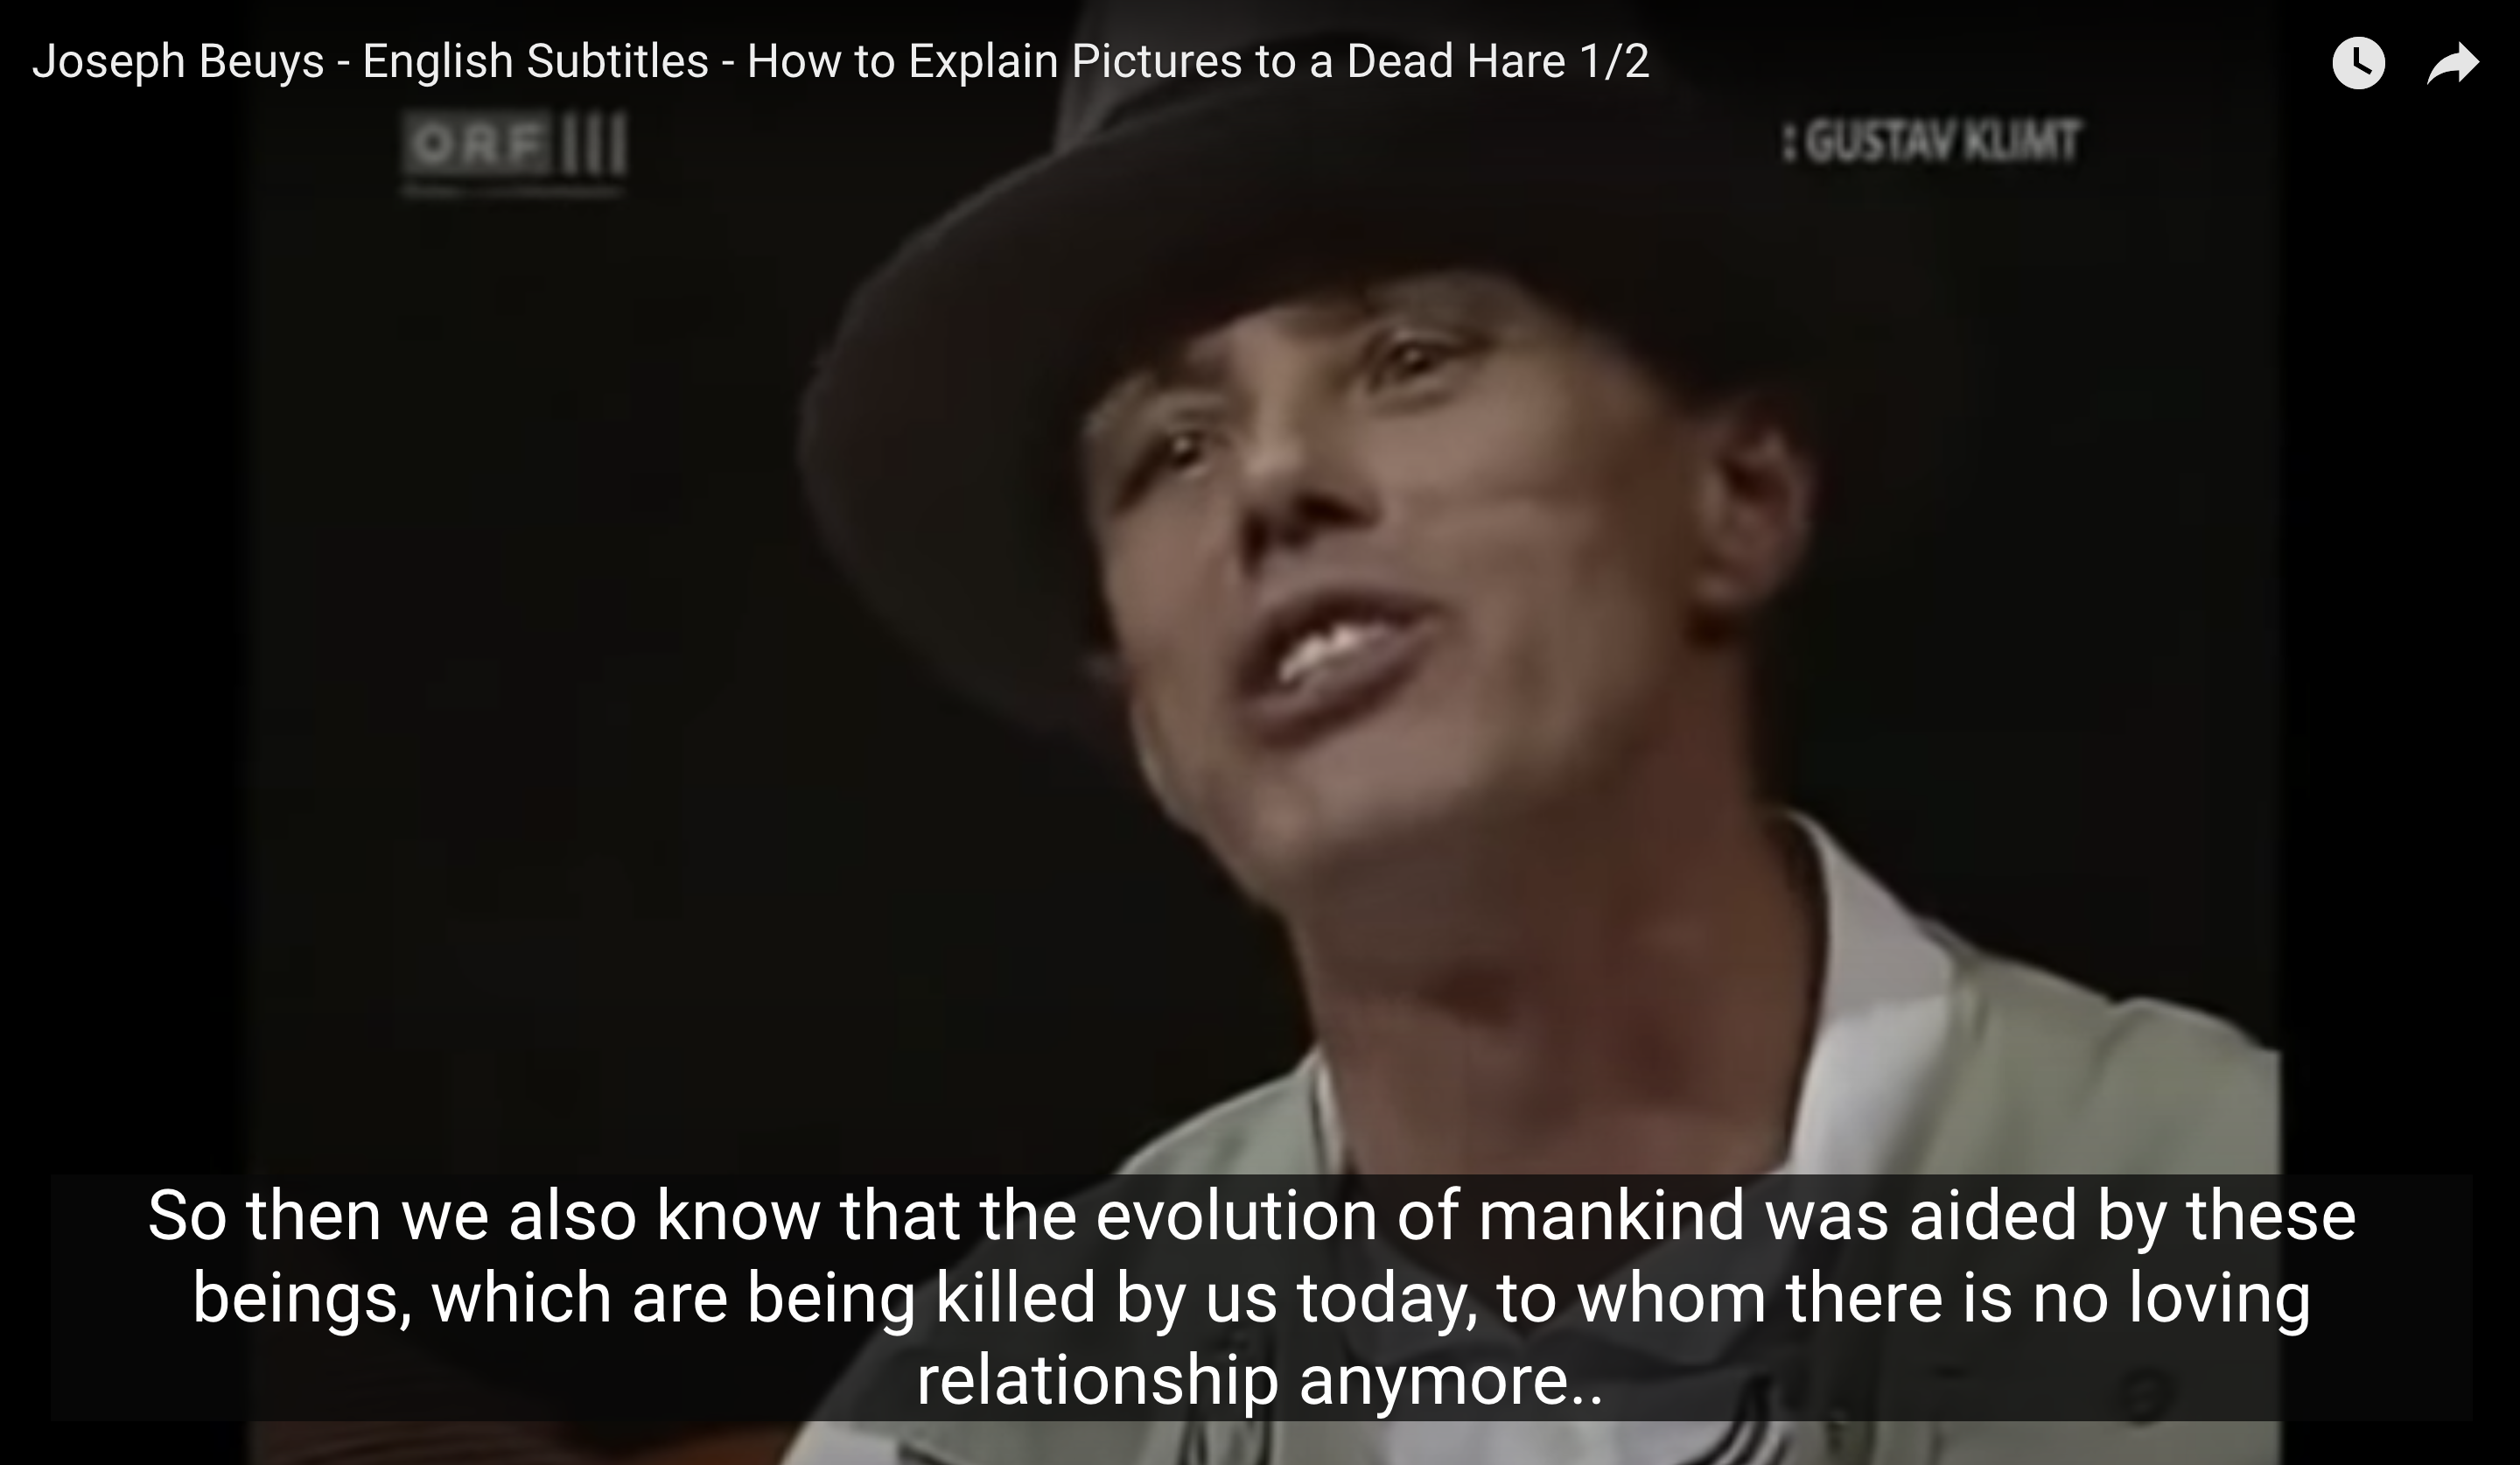 Joseph Beuys - English Subtitles - How to Explain Pictures to a Dead Hare 1/2
ORF III
: GUSTAV KLIMT
So then we also know that the evolution of mankind was aided by these
beings, which are being killed by us today, to whom there is no loving
relationship anymore..